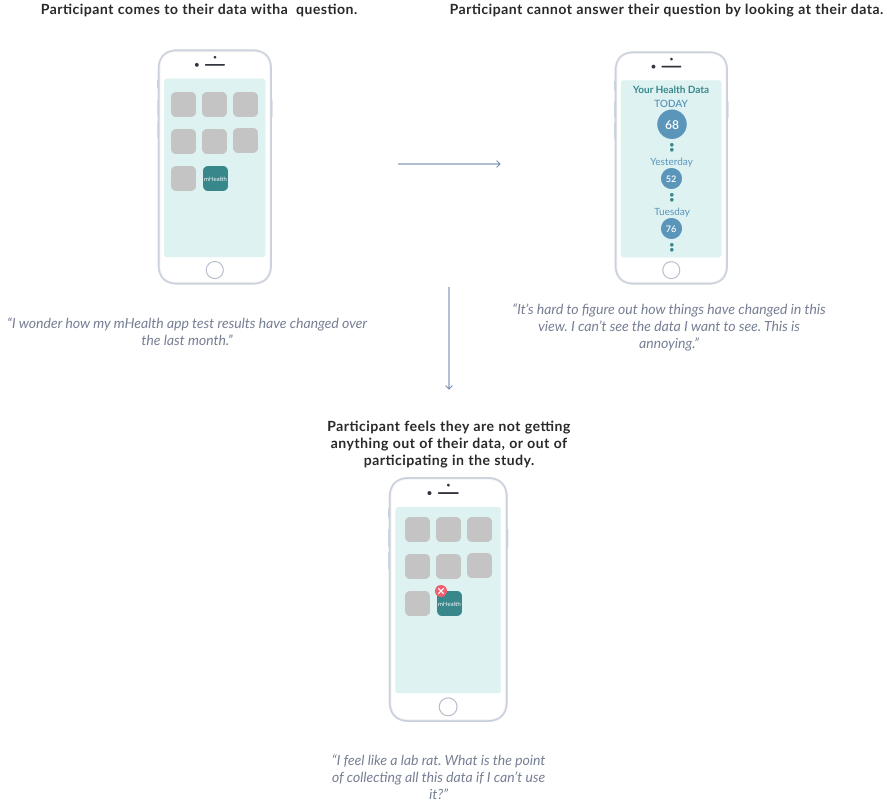 Participant comes to their data witha  question.
Participant cannot answer their question by looking at their data.
mHealth
Your Health Data
TODAY
68
Yesterday
52
Tuesday
76
“I wonder how my mHealth app test results have changed over
the last month.”
“It’s hard to figure out how things have changed in this
view. I can’t see the data I want to see. This is
annoying.”
Participant feels they are not getting
anything out of their data, or out of
participating in the study.
mHealth
“I feel like a lab rat. What is the point
of collecting all this data if I can’t use
it?”